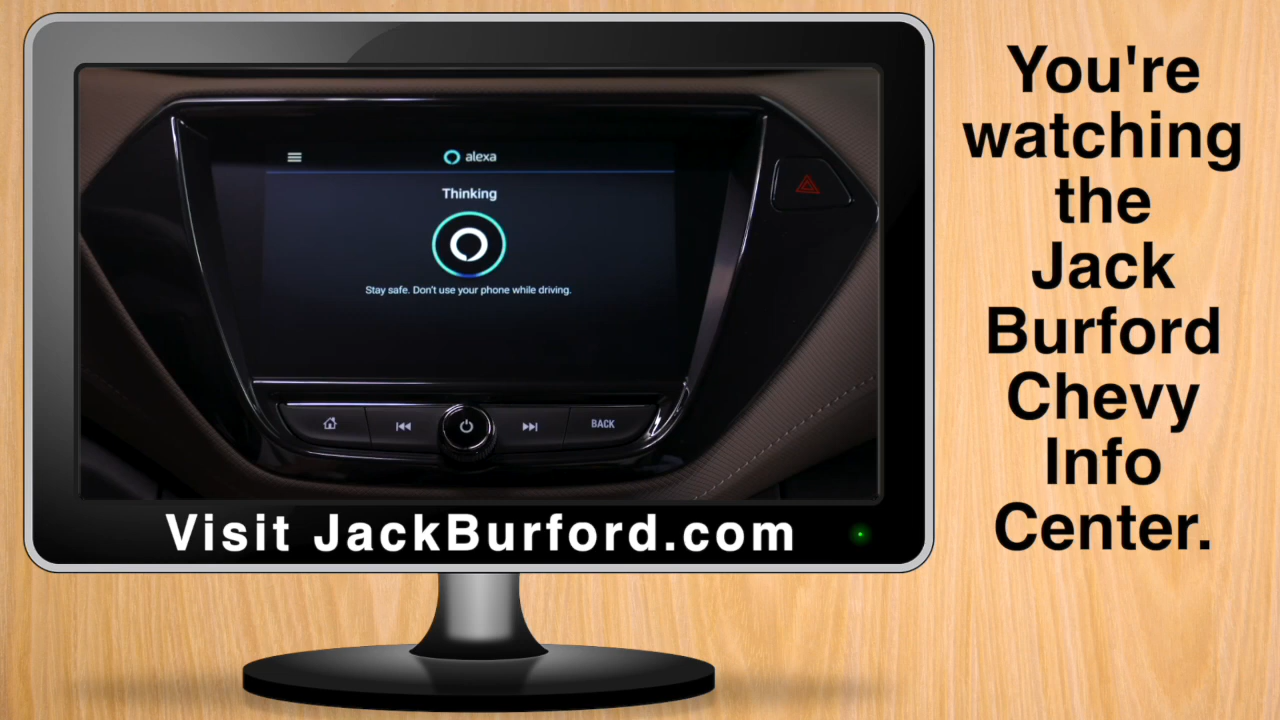 alexa
Thinking
Stay safe. Don't use your phone while driving.
BACK
Visit JackBurford.com
You're
watching
the
Jack
Burford
Chevy
Info
Center.